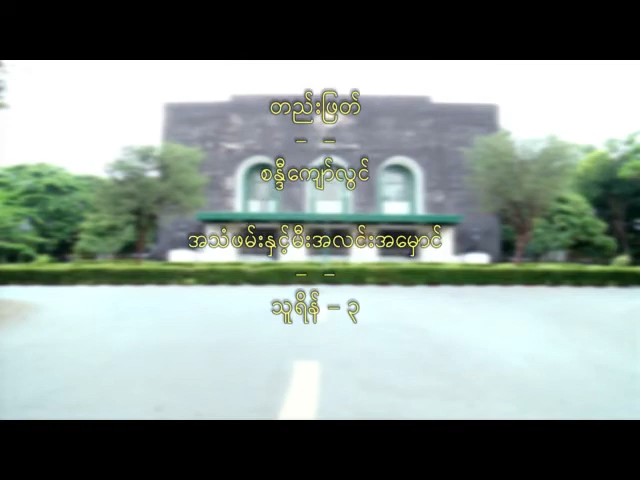 တည်းဖြတ်
– –
စန္ဒီကျော်လွင်
အသံဖမ်းနှင့်မီးအလင်းအမှောင်
– –
သူရိန် – ၃